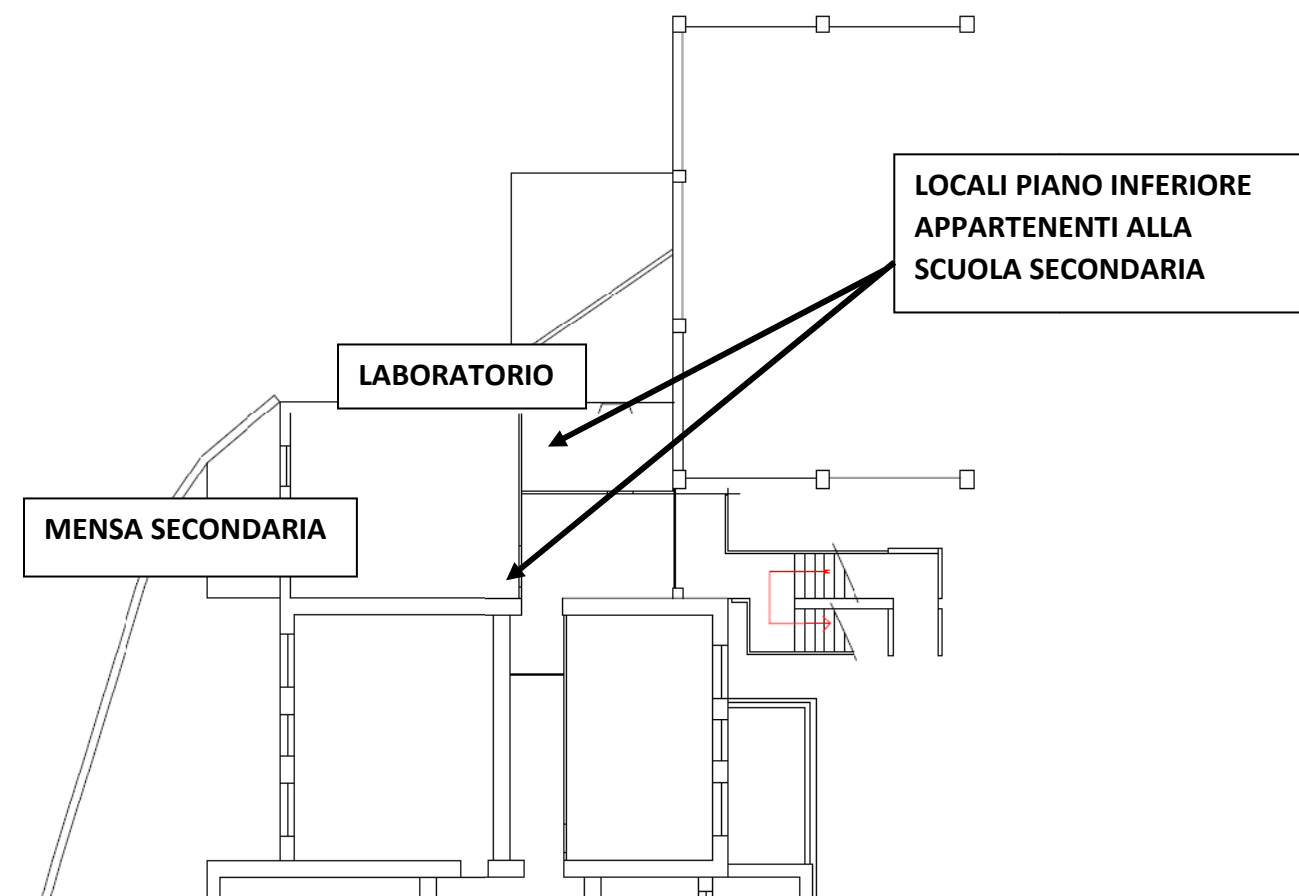 LOCALI PIANO INFERIORE
APPARTENENTI ALLA
SCUOLA SECONDARIA
LABORATORIO
MENSA SECONDARIA